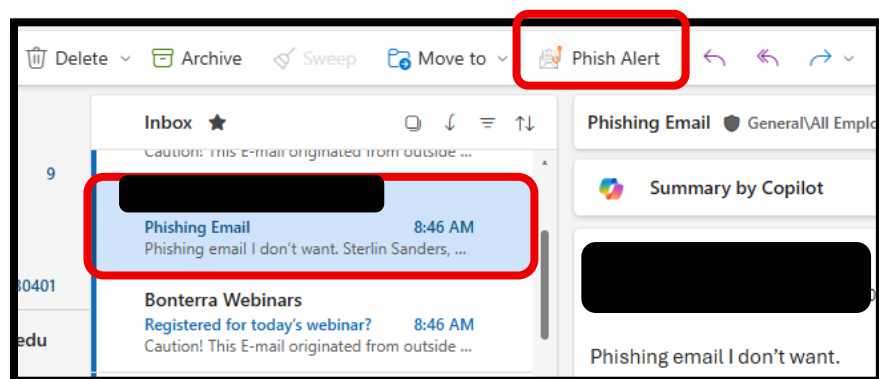 Delete Archive Sweep Move to Phish Alert
Inbox
Caution! This E-mail originated from outside ...
9
Phishing Email 8:46 AM
Phishing email I don't want. Sterlin Sanders, ...
30401
Bonterra Webinars
Registered for today's webinar? 8:46 AM
Caution! This E-mail originated from outside ...
edu
Phishing Email General\All Emplo
Summary by Copilot
Phishing email I don't want.